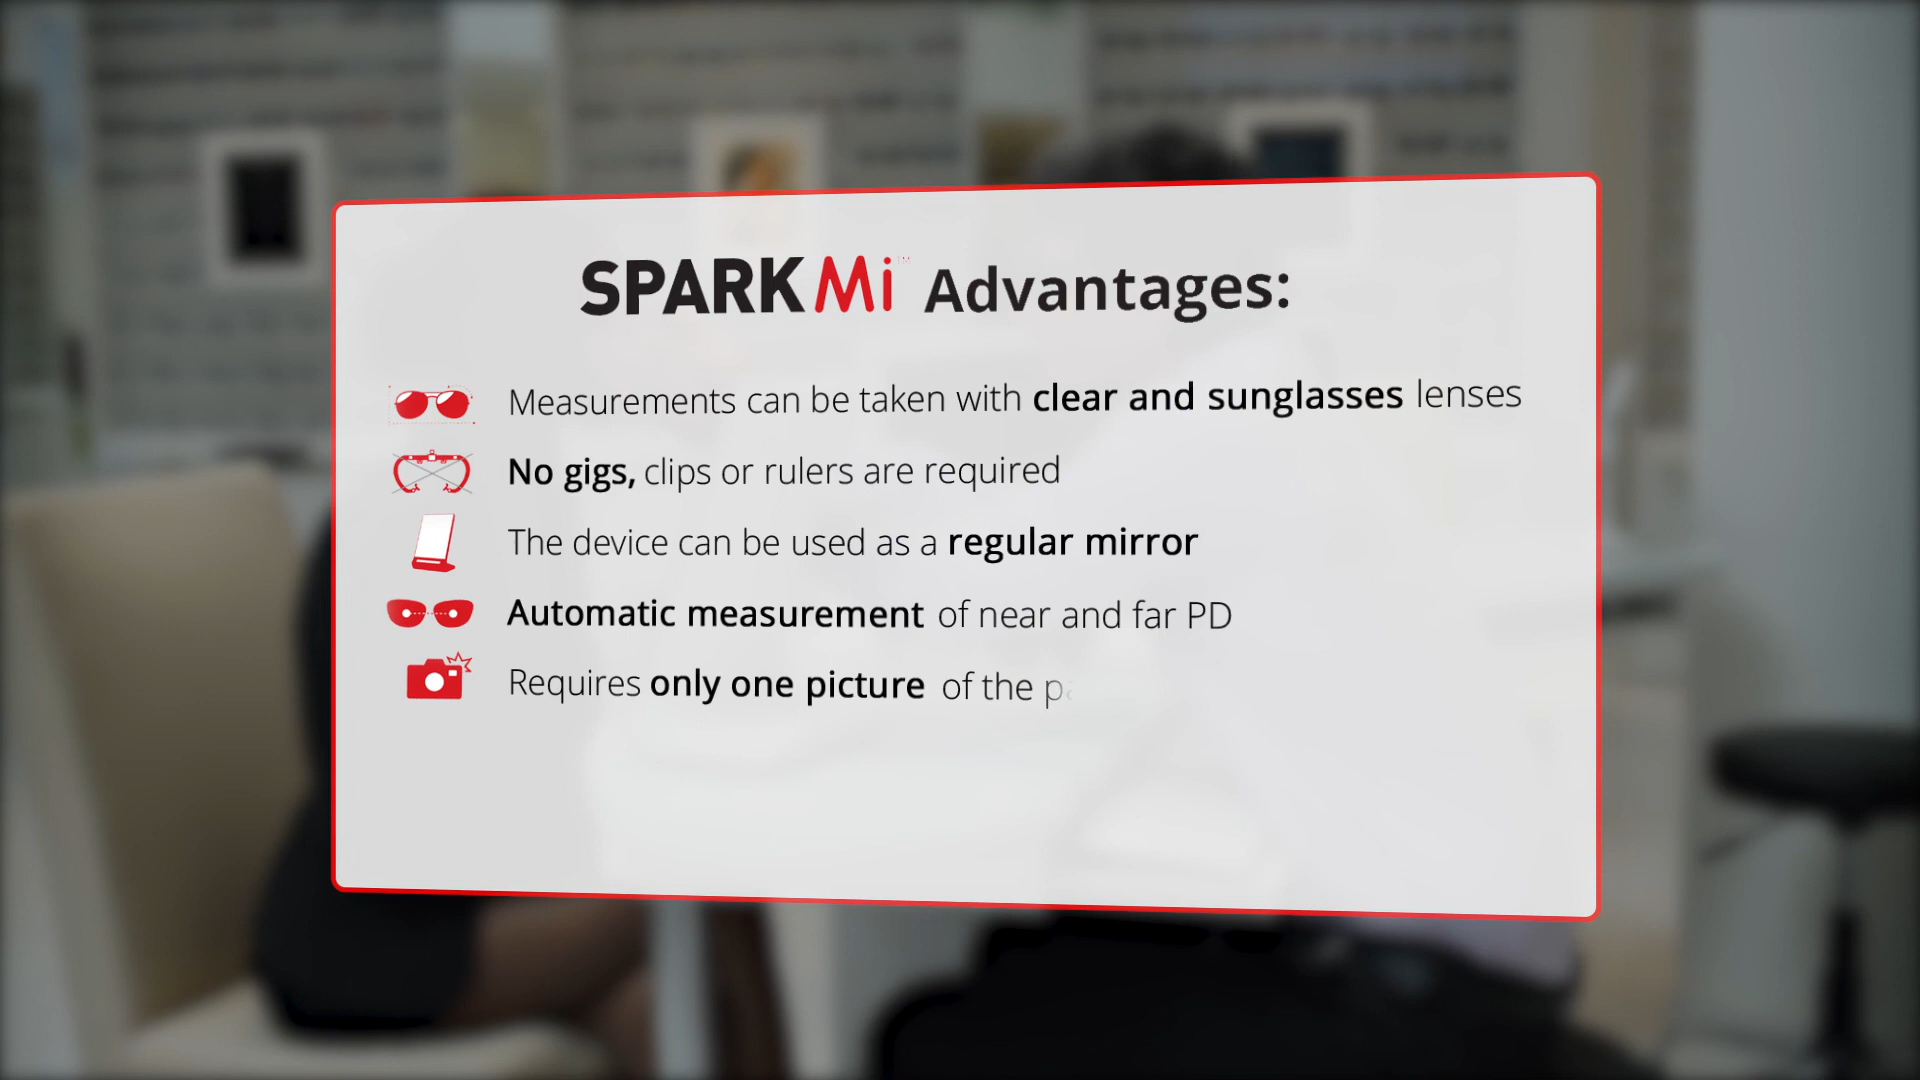 SPARK Mi Advantages:
Measurements can be taken with clear and sunglasses lenses
No gigs, clips or rulers are required
The device can be used as a regular mirror
Automatic measurement of near and far PD
Requires only one picture of the